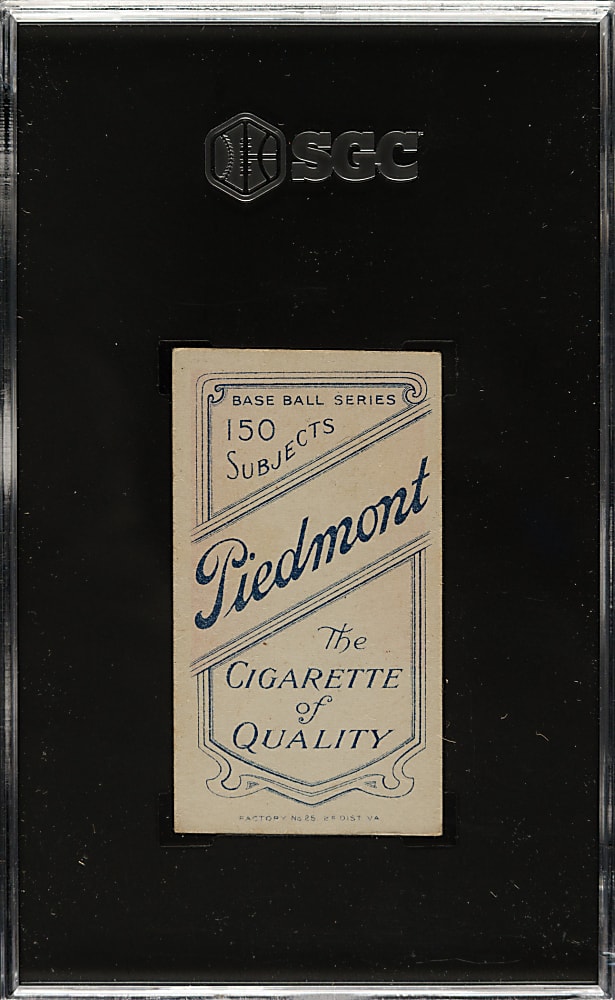 SGC
BASE BALL SERIES
150
SUBJECTS
Piedmont
The
CIGARETTE
of
QUALITY
FACTORY No 25. 2ND DIST. VA